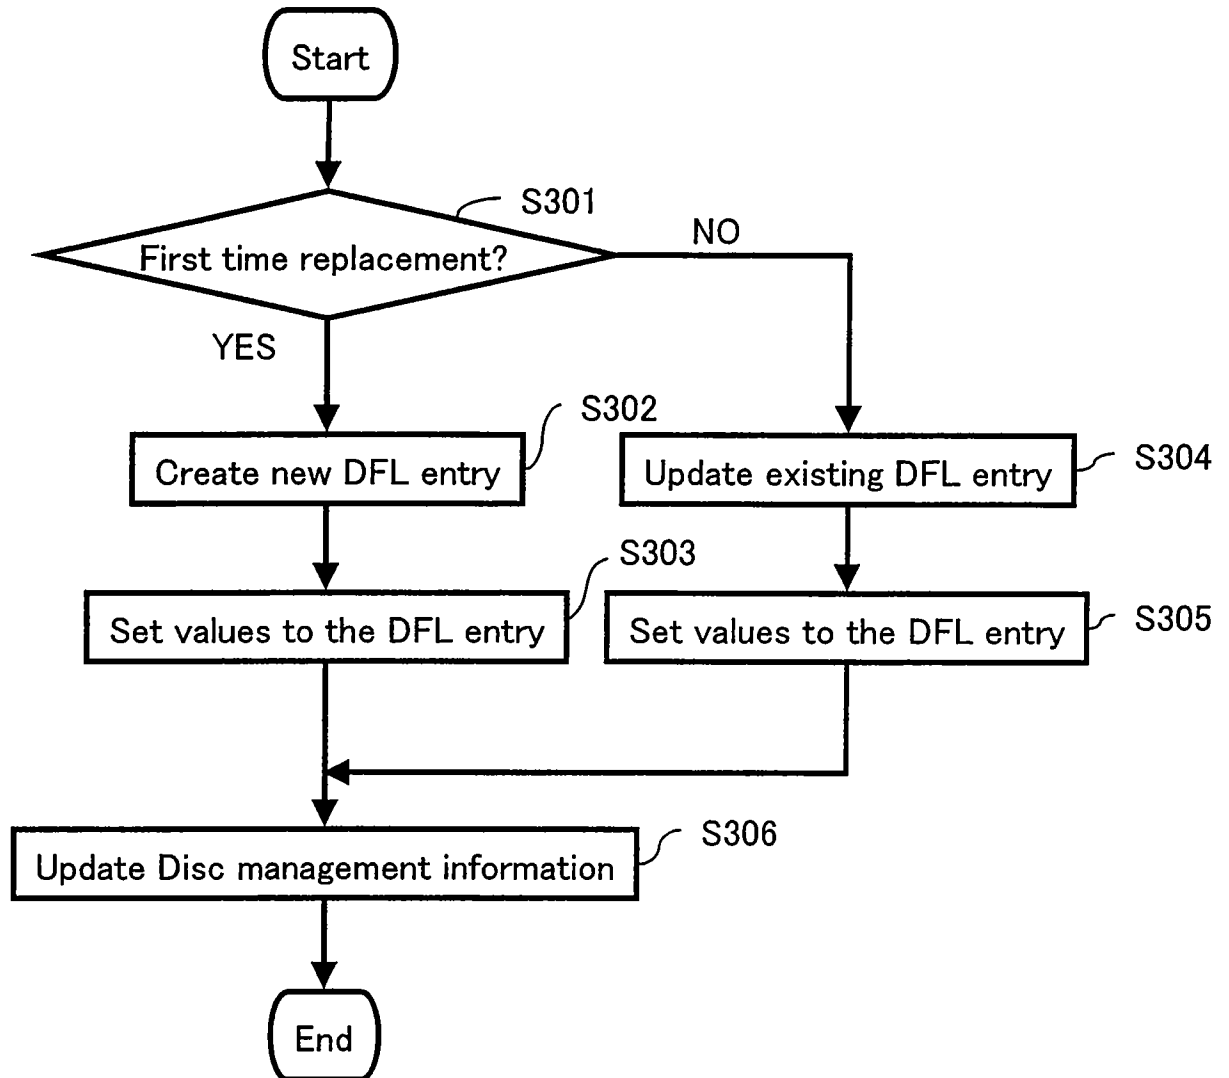 Start
S301
First time replacement?
NO
YES
S302
Create new DFL entry
S304
Update existing DFL entry
S303
Set values to the DFL entry
S305
Set values to the DFL entry
S306
Update Disc management information
End